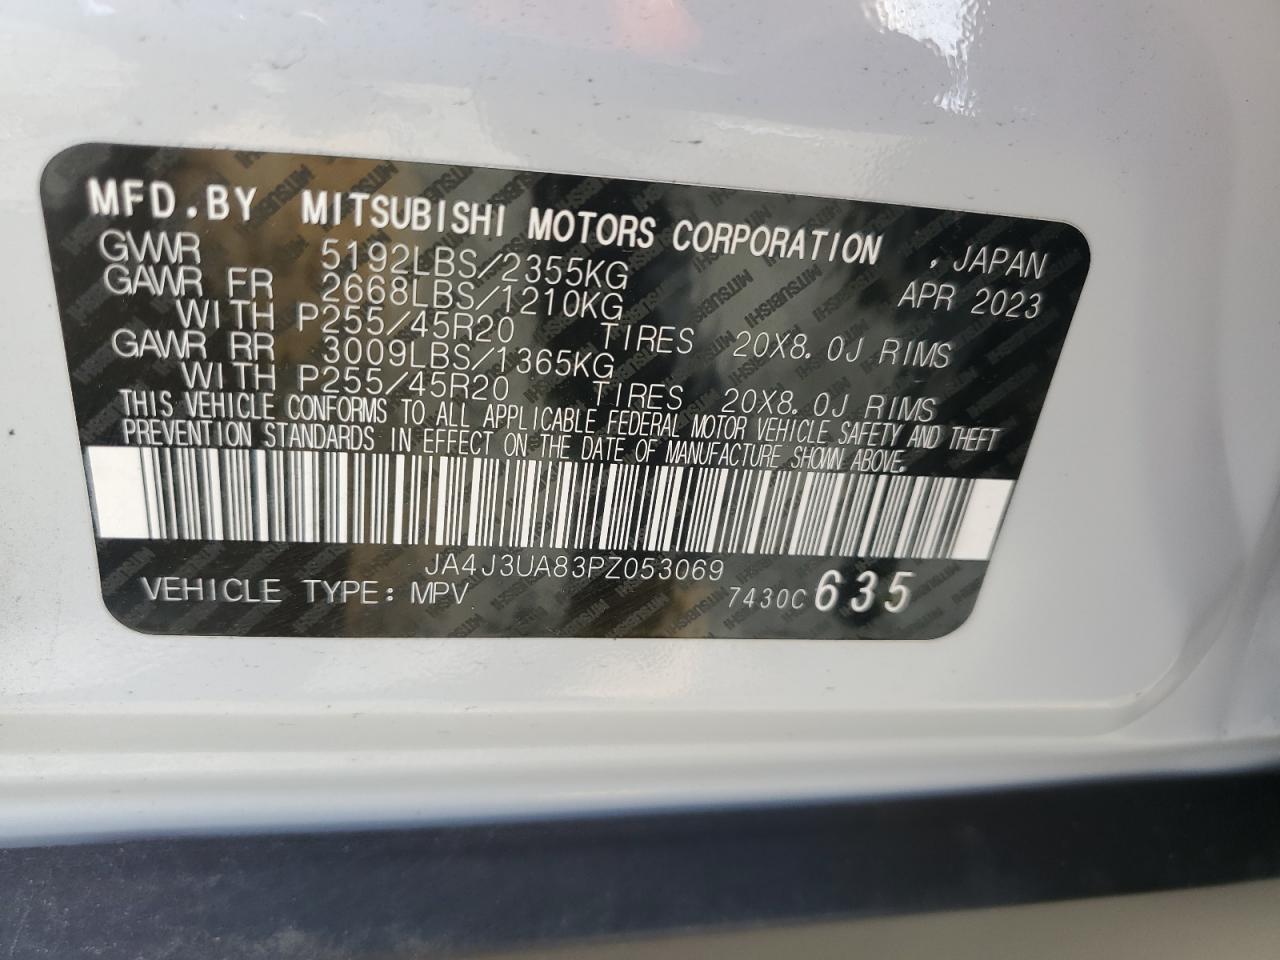 MFD.BY MITSUBISHI MOTORS CORPORATION , JAPAN
GVWR 5192LBS/2355KG APR 2023
GAWR FR 2668LBS/1210KG
WITH P255/45R20 TIRES 20X8.0J RIMS
GAWR RR 3009LBS/1365KG
WITH P255/45R20 TIRES 20X8.0J RIMS
THIS VEHICLE CONFORMS TO ALL APPLICABLE FEDERAL MOTOR VEHICLE SAFETY AND THEFT
PREVENTION STANDARDS IN EFFECT ON THE DATE OF MANUFACTURE SHOWN ABOVE.
JA4J3UA83PZ053069
VEHICLE TYPE: MPV 7430C 635